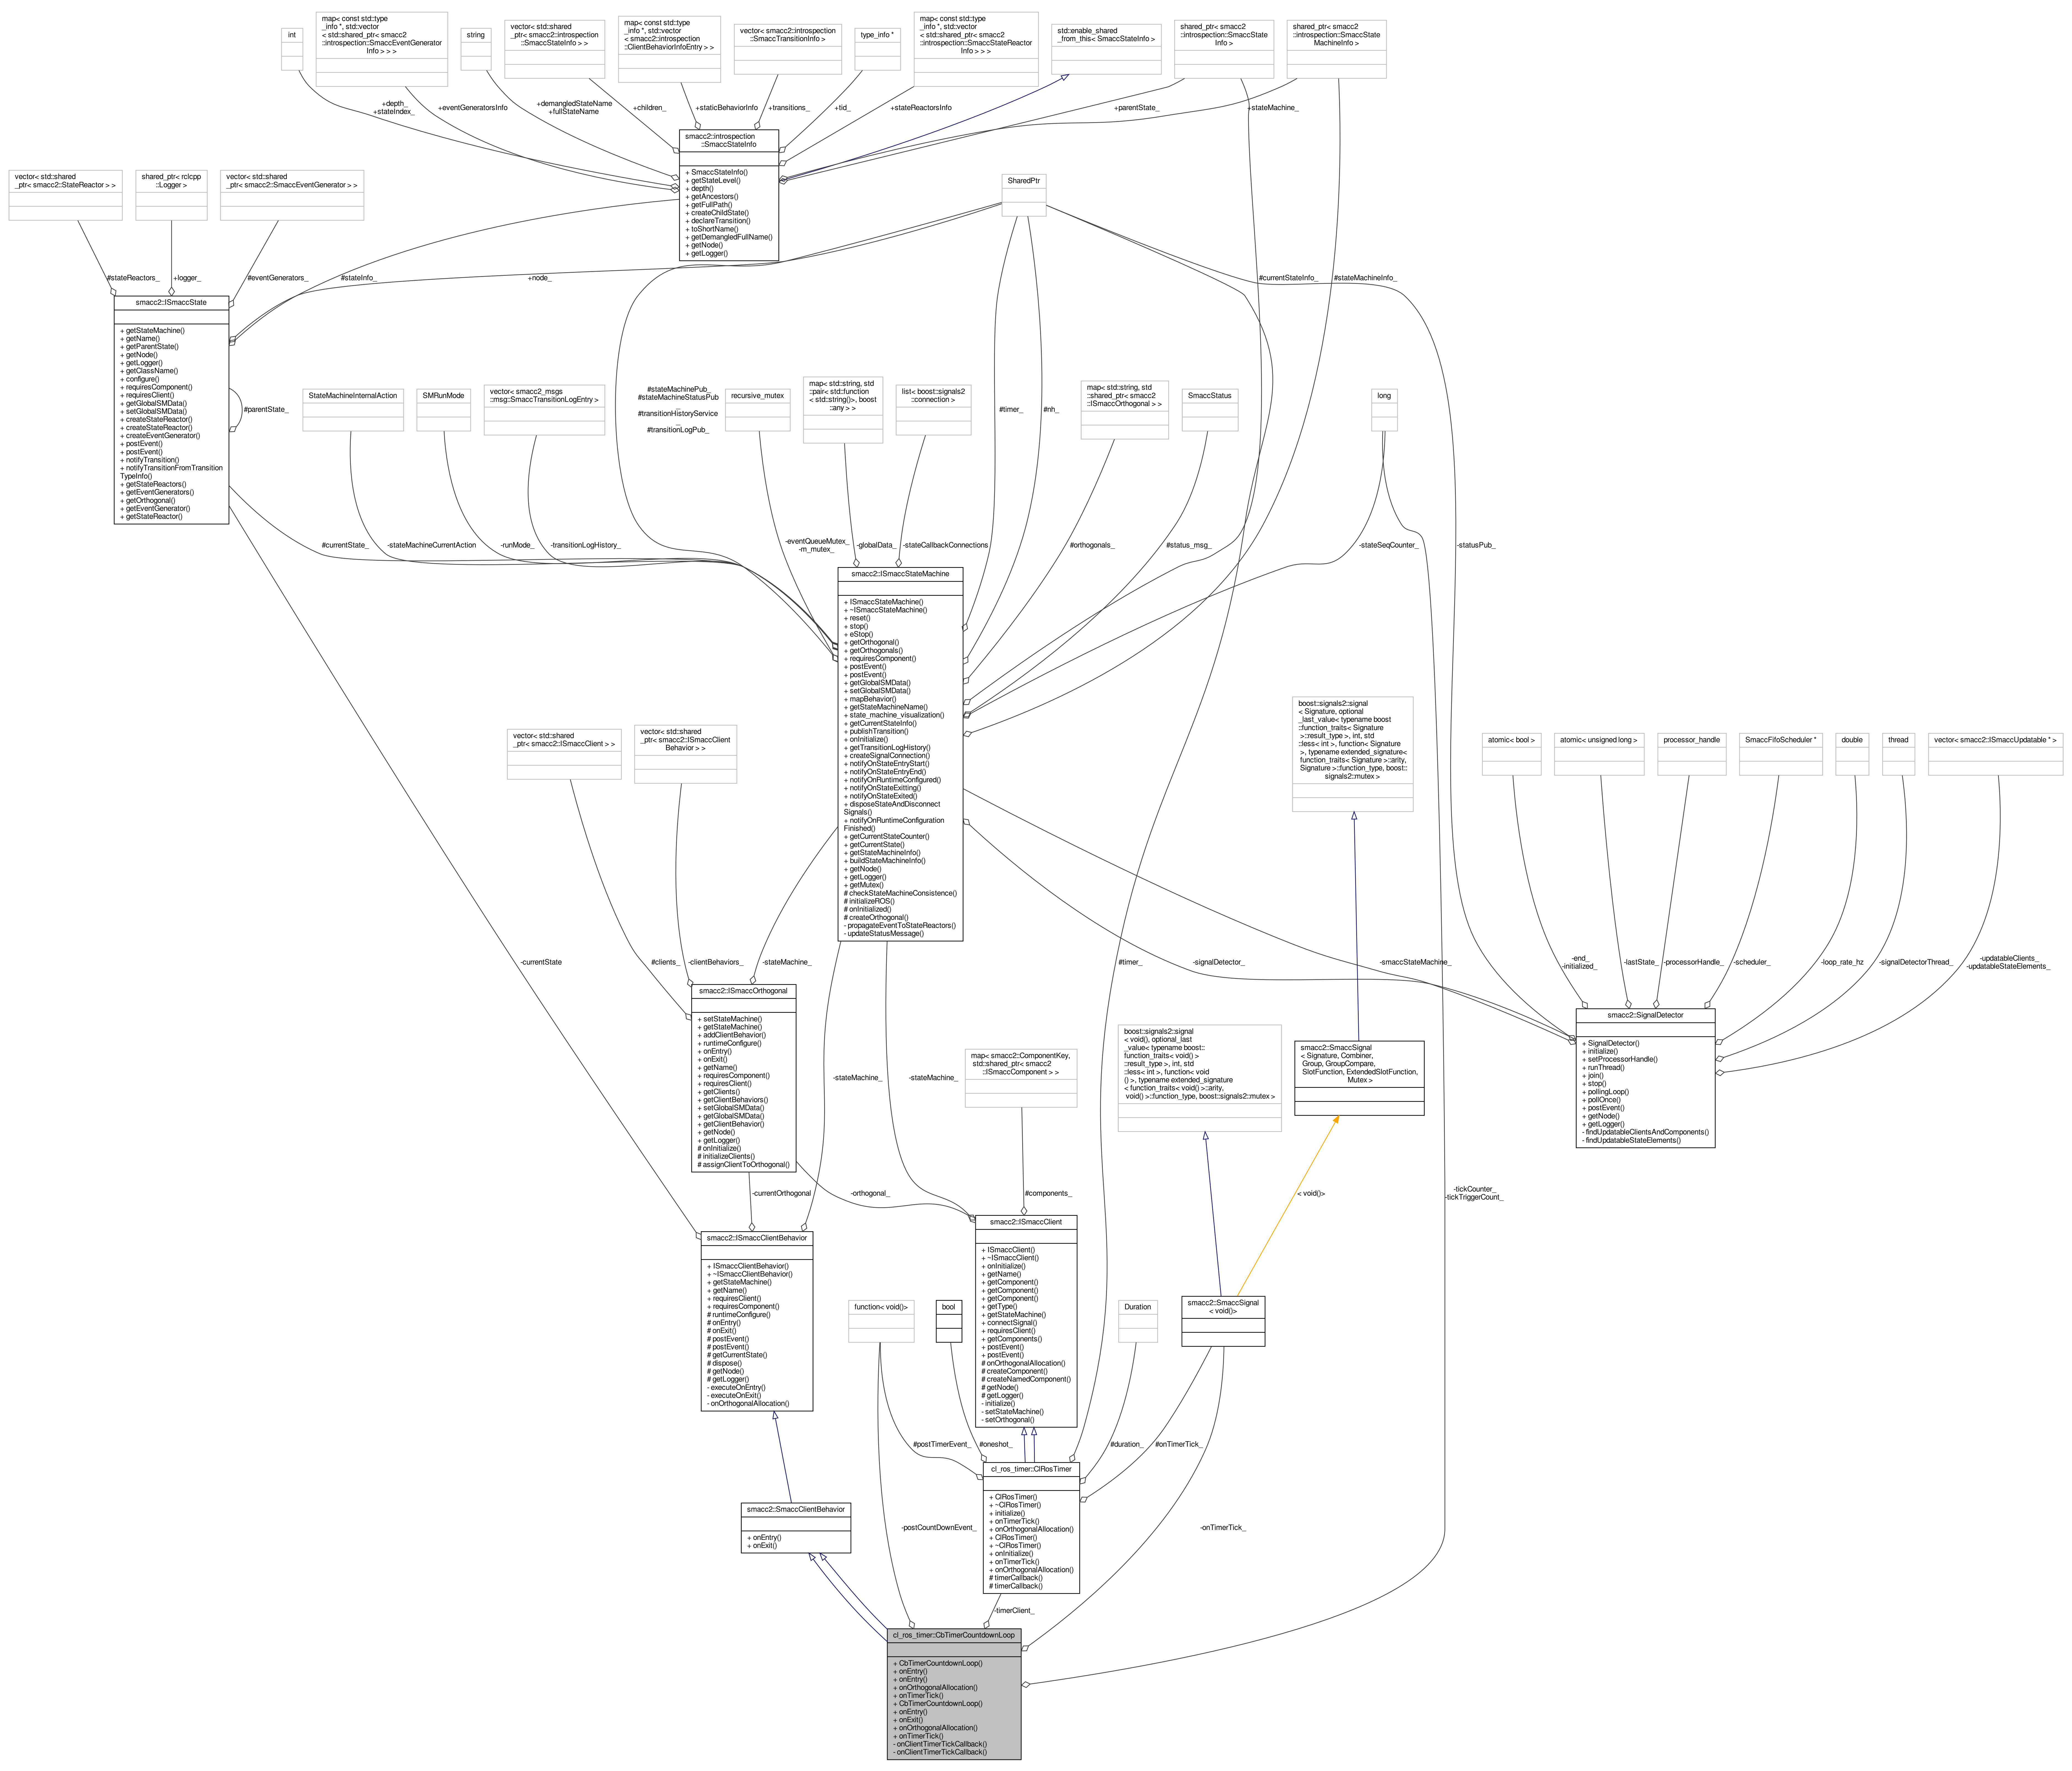 int
map< const std::type
_info *, std::vector
< std::shared_ptr< smacc2
::introspection::SmaccEventGenerator
Info > > >
string
vector< std::shared
_ptr< smacc2::introspection
::SmaccStateInfo > >
map< const std::type
_info *, std::vector
< smacc2::introspection
::ClientBehaviorInfoEntry > >
vector< smacc2::introspection
::SmaccTransitionInfo >
type_info *
map< const std::type
_info *, std::vector
< std::shared_ptr< smacc2
::introspection::SmaccStateReactor
Info > > >
std::enable_shared
_from_this< SmaccStateInfo >
shared_ptr< smacc2
::introspection::SmaccState
Info >
shared_ptr< smacc2
::introspection::SmaccState
MachineInfo >
+depth_
+stateIndex_
+eventGeneratorsInfo
+demangledStateName
+fullStateName
+children_
+staticBehaviorInfo
+transitions_
+tid_
+stateReactorsInfo
+parentState_
+stateMachine_
smacc2::introspection
::SmaccStateInfo
+ SmaccStateInfo()
+ getStateLevel()
+ depth()
+ getAncestors()
+ getFullPath()
+ createChildState()
+ declareTransition()
+ toShortName()
+ getDemangledFullName()
+ getNode()
+ getLogger()
vector< std::shared
_ptr< smacc2::StateReactor > >
shared_ptr< rclcpp
::Logger >
vector< std::shared
_ptr< smacc2::SmaccEventGenerator > >
SharedPtr
#stateReactors_
+logger_
#eventGenerators_
#stateInfo_
+node_
#currentStateInfo_
#stateMachineInfo_
smacc2::ISmaccState
+ getStateMachine()
+ getName()
+ getParentState()
+ getNode()
+ getLogger()
+ getClassName()
+ configure()
+ requiresComponent()
+ requiresClient()
+ getGlobalSMData()
+ setGlobalSMData()
+ createStateReactor()
+ createStateReactor()
+ createEventGenerator()
+ postEvent()
+ postEvent()
+ notifyTransition()
+ notifyTransitionFromTransition
TypeInfo()
+ getStateReactors()
+ getEventGenerators()
+ getOrthogonal()
+ getEventGenerator()
+ getStateReactor()
#parentState_
StateMachineInternalAction
SMRunMode
vector< smacc2_msgs
::msg::SmaccTransitionLogEntry >
#stateMachinePub_
#stateMachineStatusPub
_
#transitionHistoryService
_
#transitionLogPub_
recursive_mutex
map< std::string, std
::pair< std::function
< std::string()>, boost
::any > >
list< boost::signals2
::connection >
#timer_
#nh_
map< std::string, std
::shared_ptr< smacc2
::ISmaccOrthogonal > >
SmaccStatus
long
#currentState_
-stateMachineCurrentAction
-runMode_
-transitionLogHistory_
-eventQueueMutex_
-m_mutex_
-globalData_
-stateCallbackConnections
#orthogonals_
#status_msg_
-stateSeqCounter_
-statusPub_
smacc2::ISmaccStateMachine
+ ISmaccStateMachine()
+ ~ISmaccStateMachine()
+ reset()
+ stop()
+ eStop()
+ getOrthogonal()
+ getOrthogonals()
+ requiresComponent()
+ postEvent()
+ postEvent()
+ getGlobalSMData()
+ setGlobalSMData()
+ mapBehavior()
+ getStateMachineName()
+ state_machine_visualization()
+ getCurrentStateInfo()
+ publishTransition()
+ onInitialize()
+ getTransitionLogHistory()
+ createSignalConnection()
+ notifyOnStateEntryStart()
+ notifyOnStateEntryEnd()
+ notifyOnRuntimeConfigured()
+ notifyOnStateExitting()
+ notifyOnStateExited()
+ disposeStateAndDisconnect
Signals()
+ notifyOnRuntimeConfiguration
Finished()
+ getCurrentStateCounter()
+ getCurrentState()
+ getStateMachineInfo()
+ buildStateMachineInfo()
+ getNode()
+ getLogger()
+ getMutex()
# checkStateMachineConsistence()
# initializeROS()
# onInitialized()
# createOrthogonal()
- propagateEventToStateReactors()
- updateStatusMessage()
boost::signals2::signal
< Signature, optional
_last_value< typename boost
::function_traits< Signature
>::result_type >, int, std
::less< int >, function< Signature
>, typename extended_signature<
function_traits< Signature >::arity,
Signature >::function_type, boost::
signals2::mutex >
vector< std::shared
_ptr< smacc2::ISmaccClient > >
vector< std::shared
_ptr< smacc2::ISmaccClient
Behavior > >
atomic< bool >
atomic< unsigned long >
processor_handle
SmaccFifoScheduler *
double
thread
vector< smacc2::ISmaccUpdatable * >
-currentState
#clients_
-clientBehaviors_
-stateMachine_
#timer_
-signalDetector_
-smaccStateMachine_
-end_
-initialized_
-lastState_
-processorHandle_
-scheduler_
-loop_rate_hz
-signalDetectorThread_
-updatableClients_
-updatableStateElements_
smacc2::ISmaccOrthogonal
+ setStateMachine()
+ getStateMachine()
+ addClientBehavior()
+ runtimeConfigure()
+ onEntry()
+ onExit()
+ getName()
+ requiresComponent()
+ requiresClient()
+ getClients()
+ getClientBehaviors()
+ setGlobalSMData()
+ getGlobalSMData()
+ getClientBehavior()
+ getNode()
+ getLogger()
# onInitialize()
# initializeClients()
# assignClientToOrthogonal()
smacc2::SignalDetector
+ SignalDetector()
+ initialize()
+ setProcessorHandle()
+ runThread()
+ join()
+ stop()
+ pollingLoop()
+ pollOnce()
+ postEvent()
+ getNode()
+ getLogger()
- findUpdatableClientsAndComponents()
- findUpdatableStateElements()
-stateMachine_
-stateMachine_
map< smacc2::ComponentKey,
std::shared_ptr< smacc2
::ISmaccComponent > >
boost::signals2::signal
< void(), optional_last
_value< typename boost::
function_traits< void() >
::result_type >, int, std
::less< int >, function< void
() >, typename extended_signature
< function_traits< void() >::arity,
void() >::function_type, boost::signals2::mutex >
smacc2::SmaccSignal
< Signature, Combiner,
Group, GroupCompare,
SlotFunction, ExtendedSlotFunction,
Mutex >
-currentOrthogonal
-orthogonal_
#components_
< void()>
-tickCounter_
-tickTriggerCount_
smacc2::ISmaccClientBehavior
+ ISmaccClientBehavior()
+ ~ISmaccClientBehavior()
+ getStateMachine()
+ getName()
+ requiresClient()
+ requiresComponent()
# runtimeConfigure()
# onEntry()
# onExit()
# postEvent()
# postEvent()
# getCurrentState()
# dispose()
# getNode()
# getLogger()
- executeOnEntry()
- executeOnExit()
- onOrthogonalAllocation()
smacc2::ISmaccClient
+ ISmaccClient()
+ ~ISmaccClient()
+ onInitialize()
+ getName()
+ getComponent()
+ getComponent()
+ getComponent()
+ getType()
+ getStateMachine()
+ connectSignal()
+ requiresClient()
+ getComponents()
+ postEvent()
+ postEvent()
# onOrthogonalAllocation()
# createComponent()
# createNamedComponent()
# getNode()
# getLogger()
- initialize()
- setStateMachine()
- setOrthogonal()
function< void()>
bool
Duration
smacc2::SmaccSignal
< void()>
#postTimerEvent_
#oneshot_
#duration_
#onTimerTick_
cl_ros_timer::ClRosTimer
+ ClRosTimer()
+ ~ClRosTimer()
+ initialize()
+ onTimerTick()
+ onOrthogonalAllocation()
+ ClRosTimer()
+ ~ClRosTimer()
+ onInitialize()
+ onTimerTick()
+ onOrthogonalAllocation()
# timerCallback()
# timerCallback()
smacc2::SmaccClientBehavior
+ onEntry()
+ onExit()
-postCountDownEvent_
-onTimerTick_
-timerClient_
cl_ros_timer::CbTimerCountdownLoop
+ CbTimerCountdownLoop()
+ onEntry()
+ onEntry()
+ onOrthogonalAllocation()
+ onTimerTick()
+ CbTimerCountdownLoop()
+ onEntry()
+ onExit()
+ onOrthogonalAllocation()
+ onTimerTick()
- onClientTimerTickCallback()
- onClientTimerTickCallback()